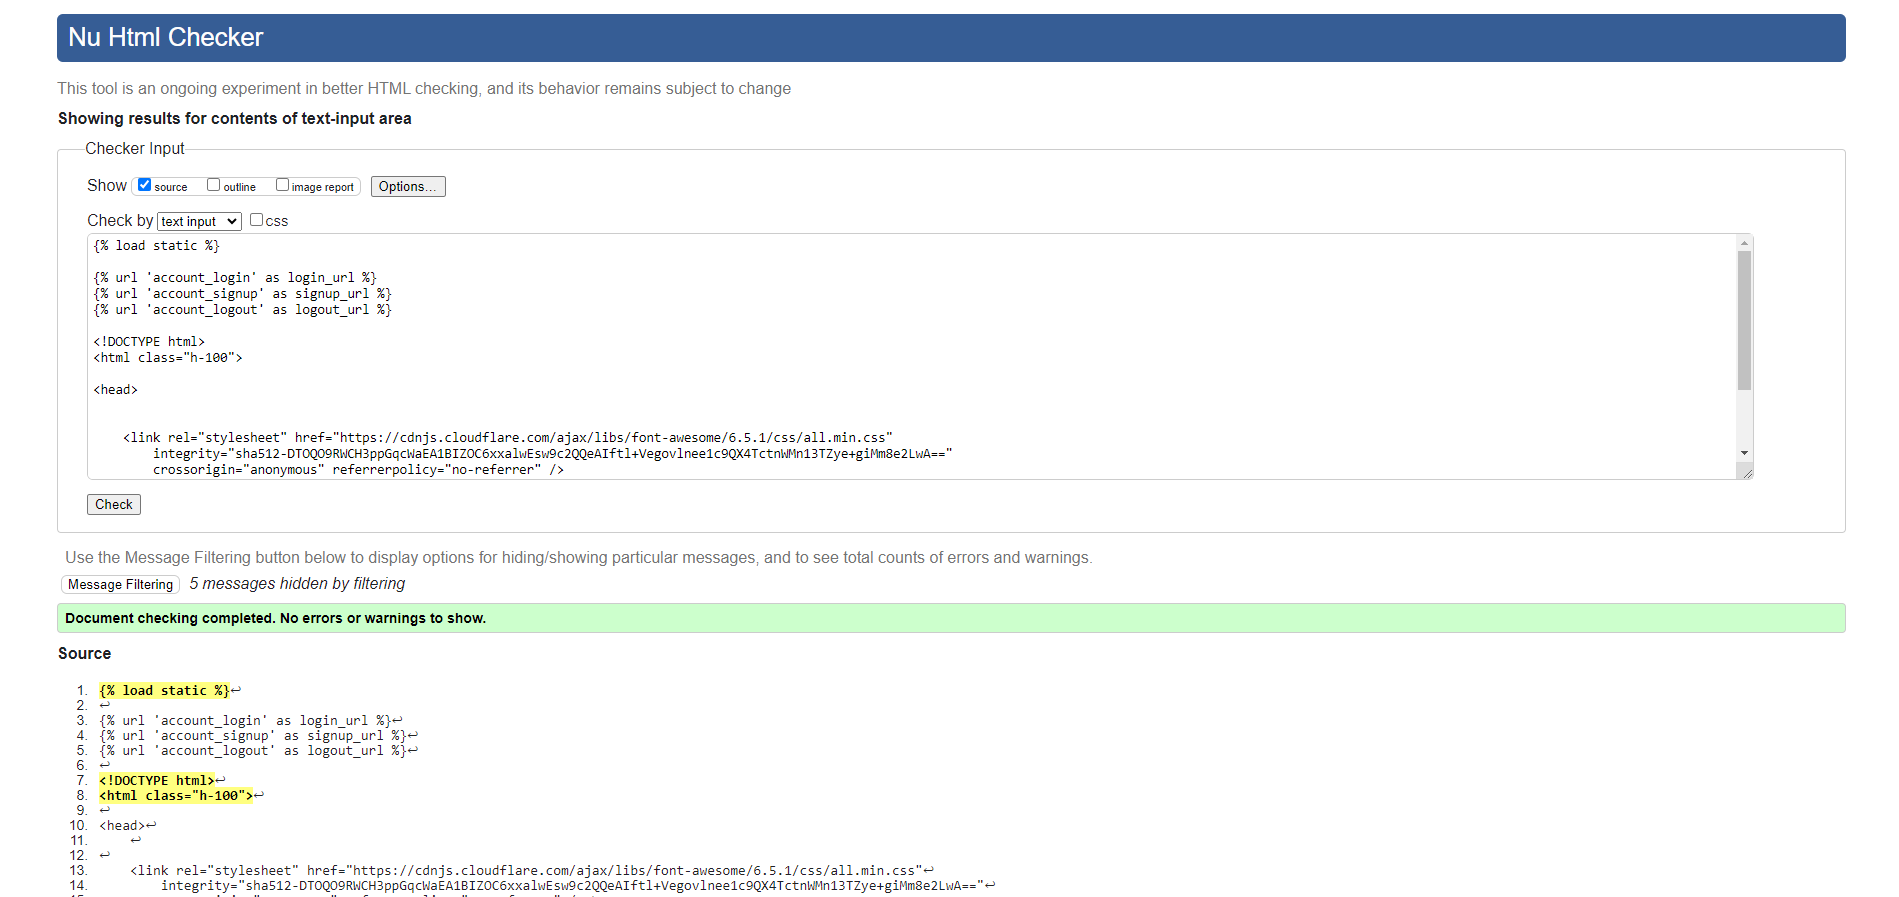 Nu Html Checker
This tool is an ongoing experiment in better HTML checking, and its behavior remains subject to change
Showing results for contents of text-input area
Checker Input
Show source outline image report Options...
Check by text input css
{% load static %}
{% url 'account_login' as login_url %}
{% url 'account_signup' as signup_url %}
{% url 'account_logout' as logout_url %}
<!DOCTYPE html>
<html class="h-100">
<head>
<link rel="stylesheet" href="https://cdnjs.cloudflare.com/ajax/libs/font-awesome/6.5.1/css/all.min.css"
integrity="sha512-DTOQO9RWCH3ppGqcWaEA1BIZOC6xxalwEsw9c2QQeAIftl+Vegovlnee1c9QX4TctnWMn13TZye+giMm8e2LwA=="
crossorigin="anonymous" referrerpolicy="no-referrer" />
Check
Use the Message Filtering button below to display options for hiding/showing particular messages, and to see total counts of errors and warnings.
Message Filtering 5 messages hidden by filtering
Document checking completed. No errors or warnings to show.
Source
1. {% load static %}↩
2. ↩
3. {% url 'account_login' as login_url %}↩
4. {% url 'account_signup' as signup_url %}↩
5. {% url 'account_logout' as logout_url %}↩
6. ↩
7. <!DOCTYPE html>↩
8. <html class="h-100">↩
9. ↩
10. <head>↩
11. ↩
12. ↩
13. <link rel="stylesheet" href="https://cdnjs.cloudflare.com/ajax/libs/font-awesome/6.5.1/css/all.min.css"↩
14. integrity="sha512-DTOQO9RWCH3ppGqcWaEA1BIZOC6xxalwEsw9c2QQeAIftl+Vegovlnee1c9QX4TctnWMn13TZye+giMm8e2LwA=="↩